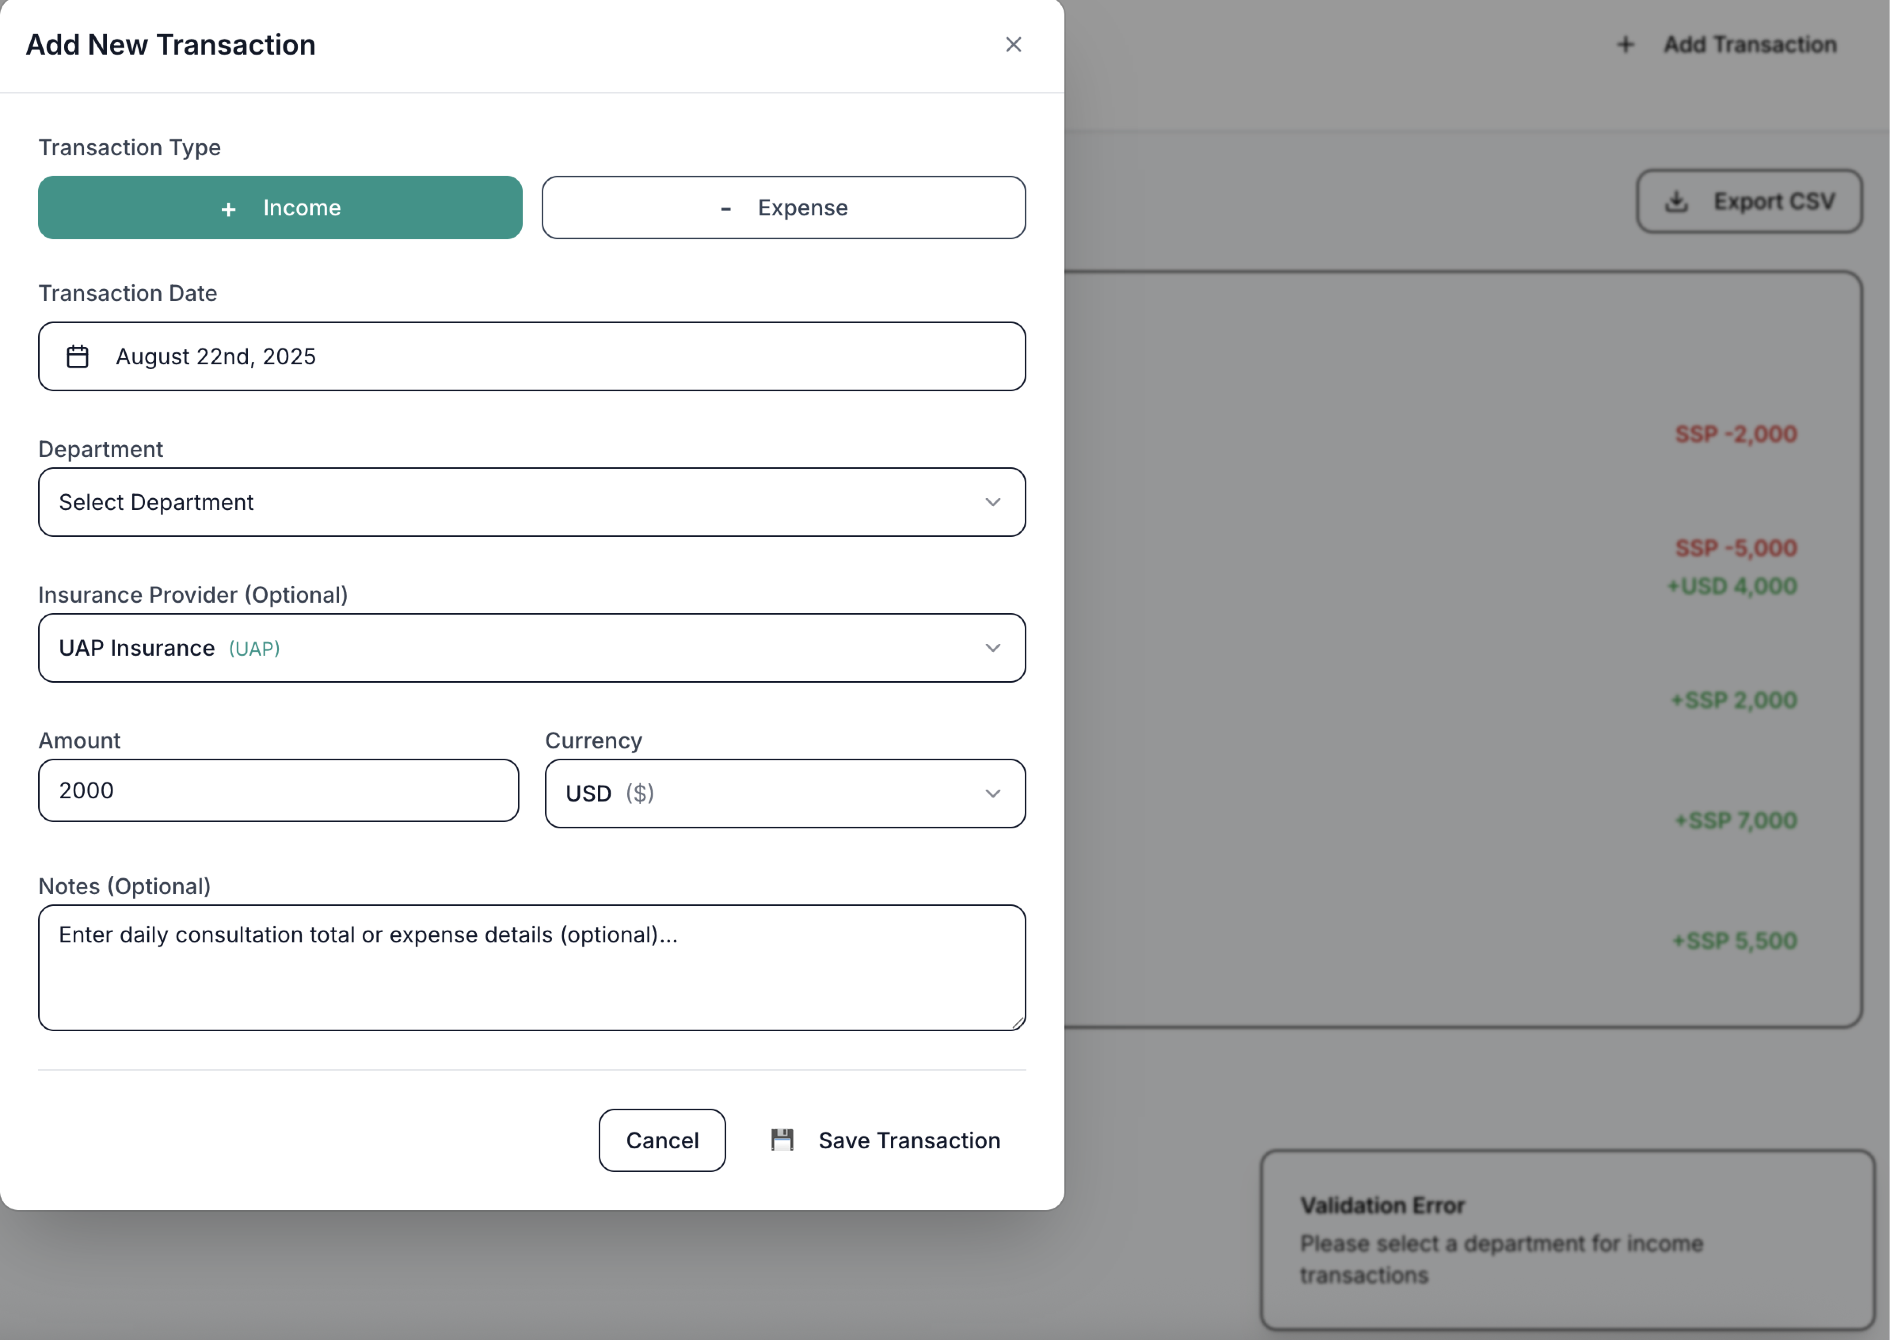 Add New Transaction
Transaction Type
+ Income
- Expense
Transaction Date
August 22nd, 2025
Department
Select Department
Insurance Provider (Optional)
UAP Insurance (UAP)
Amount
2000
Currency
USD ($)
Notes (Optional)
Enter daily consultation total or expense details (optional)...
Cancel
Save Transaction
+ Add Transaction
Export CSV
SSP -2,000
SSP -5,000
+USD 4,000
+SSP 2,000
+SSP 7,000
+SSP 5,500
Validation Error
Please select a department for income
transactions